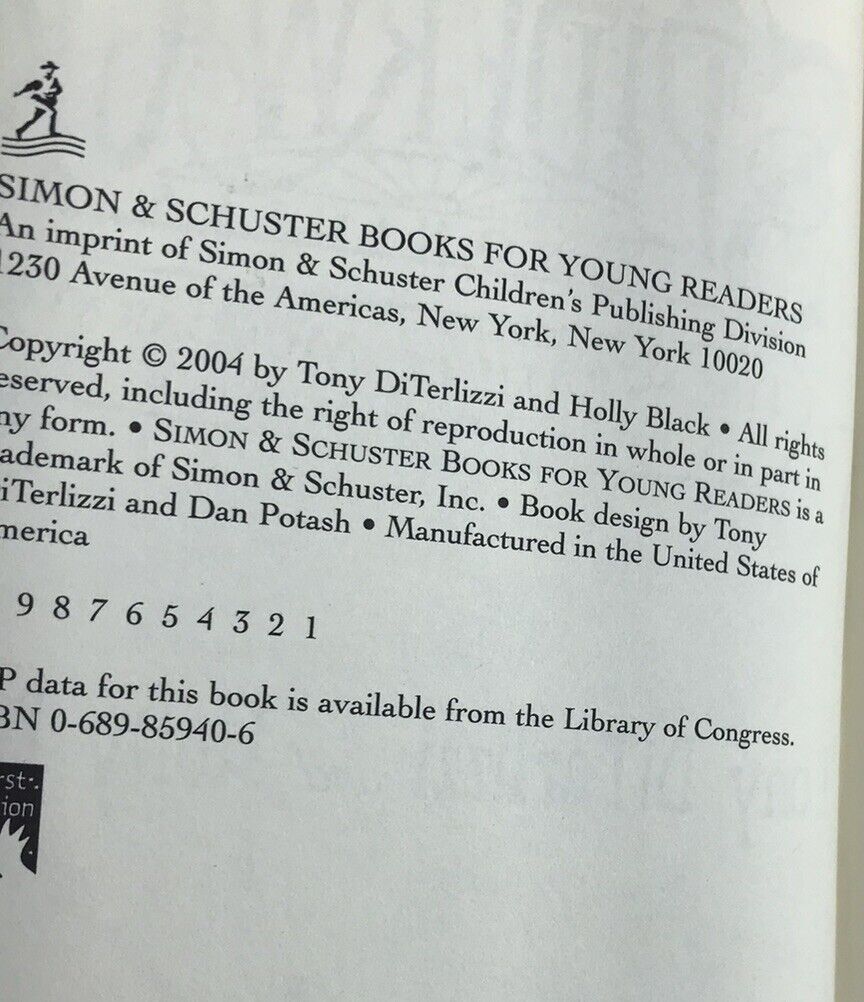 SIMON & SCHUSTER BOOKS FOR YOUNG READERS
An imprint of Simon & Schuster Children's Publishing Division
1230 Avenue of the Americas, New York, New York 10020
Copyright © 2004 by Tony DiTerlizzi and Holly Black • All rights
eserved, including the right of reproduction in whole or in part in
ny form. • SIMON & SCHUSTER BOOKS FOR YOUNG READERS is a
ademark of Simon & Schuster, Inc. • Book design by Tony
iTerlizzi and Dan Potash • Manufactured in the United States of
merica
9 8 7 6 5 4 3 2 1
P data for this book is available from the Library of Congress.
BN 0-689-85940-6
rst
ion